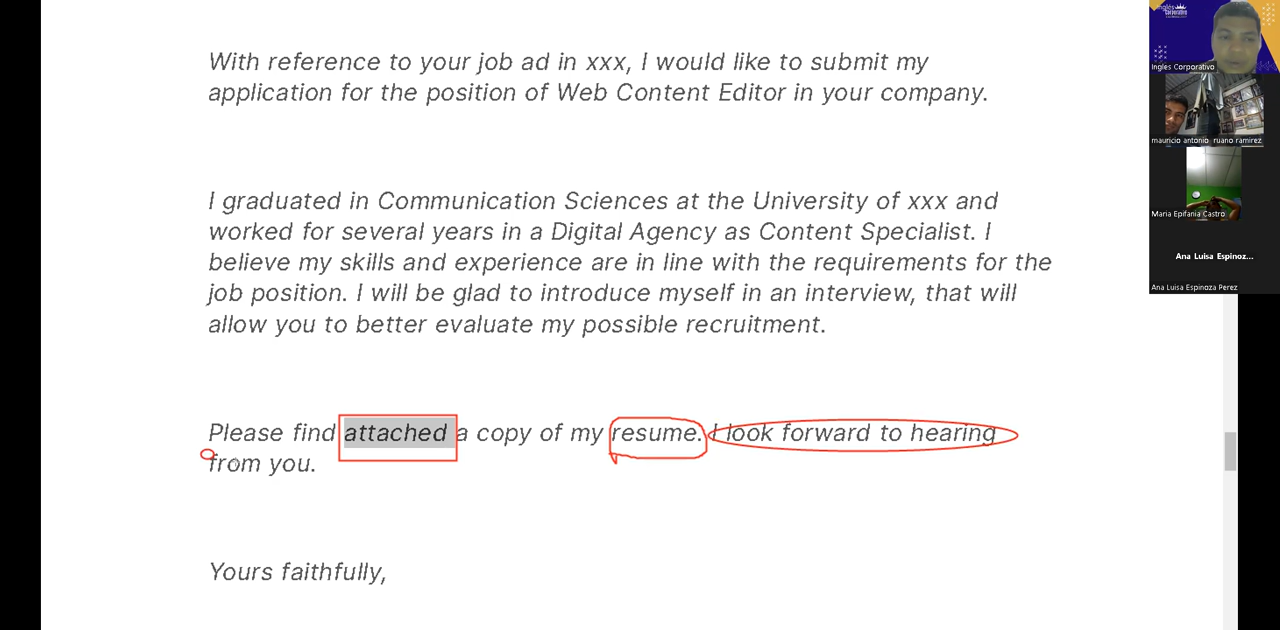 With reference to your job ad in xxx, I would like to submit my
application for the position of Web Content Editor in your company.
I graduated in Communication Sciences at the University of xxx and
worked for several years in a Digital Agency as Content Specialist. I
believe my skills and experience are in line with the requirements for the
job position. I will be glad to introduce myself in an interview, that will
allow you to better evaluate my possible recruitment.
Please find attached a copy of my resume. I look forward to hearing
from you.
Yours faithfully,
Inglés Corporativo
Inglés Corporativo
mauricio antonio ruano ramirez
Maria Epifania Castro
Ana Luisa Espinoz...
Ana Luisa Espinoza Perez